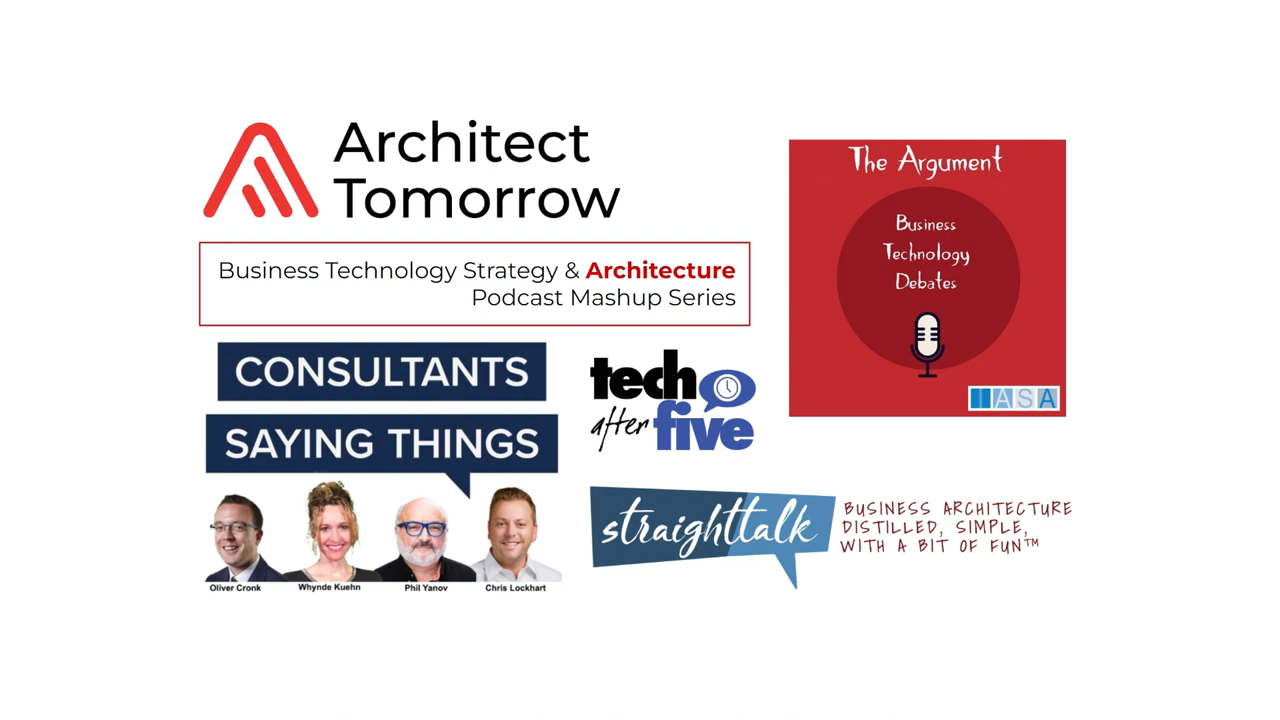 Architect
Tomorrow
Business Technology Strategy & Architecture
Podcast Mashup Series
The Argument
Business
Technology
Debates
IASA
CONSULTANTS
SAYING THINGS
Oliver Cronk
Whynde Kuehn
Phil Yanov
Chris Lockhart
tech
after five
straighttalk
BUSINESS ARCHITECTURE
DISTILLED, SIMPLE,
WITH A BIT OF FUN™